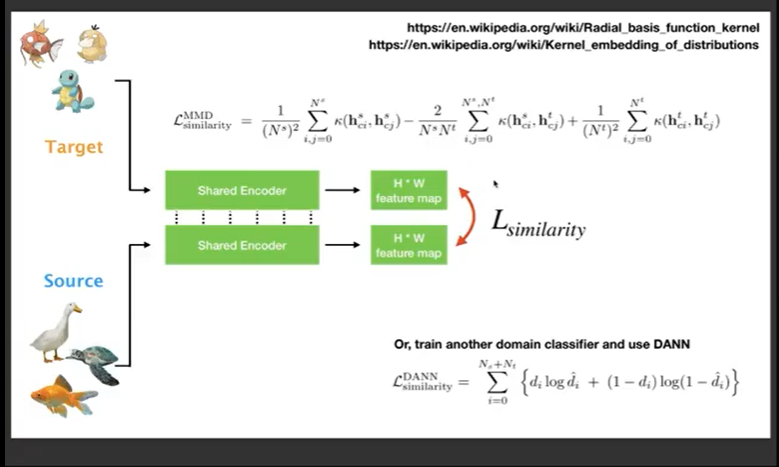 https://en.wikipedia.org/wiki/Radial_basis_function_kernel
https://en.wikipedia.org/wiki/Kernel_embedding_of_distributions
$\mathcal{L}_{\text{similarity}}^{\text{MMD}} = \frac{1}{(N^s)^2} \sum_{i,j=0}^{N^s} \kappa(\mathbf{h}_{ci}^s, \mathbf{h}_{cj}^s) - \frac{2}{N^s N^t} \sum_{i,j=0}^{N^s, N^t} \kappa(\mathbf{h}_{ci}^s, \mathbf{h}_{cj}^t) + \frac{1}{(N^t)^2} \sum_{i,j=0}^{N^t} \kappa(\mathbf{h}_{ci}^t, \mathbf{h}_{cj}^t)$
Target
Shared Encoder
H * W
feature map
$L_{similarity}$
Shared Encoder
H * W
feature map
Source
Or, train another domain classifier and use DANN
$\mathcal{L}_{\text{similarity}}^{\text{DANN}} = \sum_{i=0}^{N_s+N_t} \left\{ d_i \log \hat{d}_i + (1 - d_i) \log(1 - \hat{d}_i) \right\}$